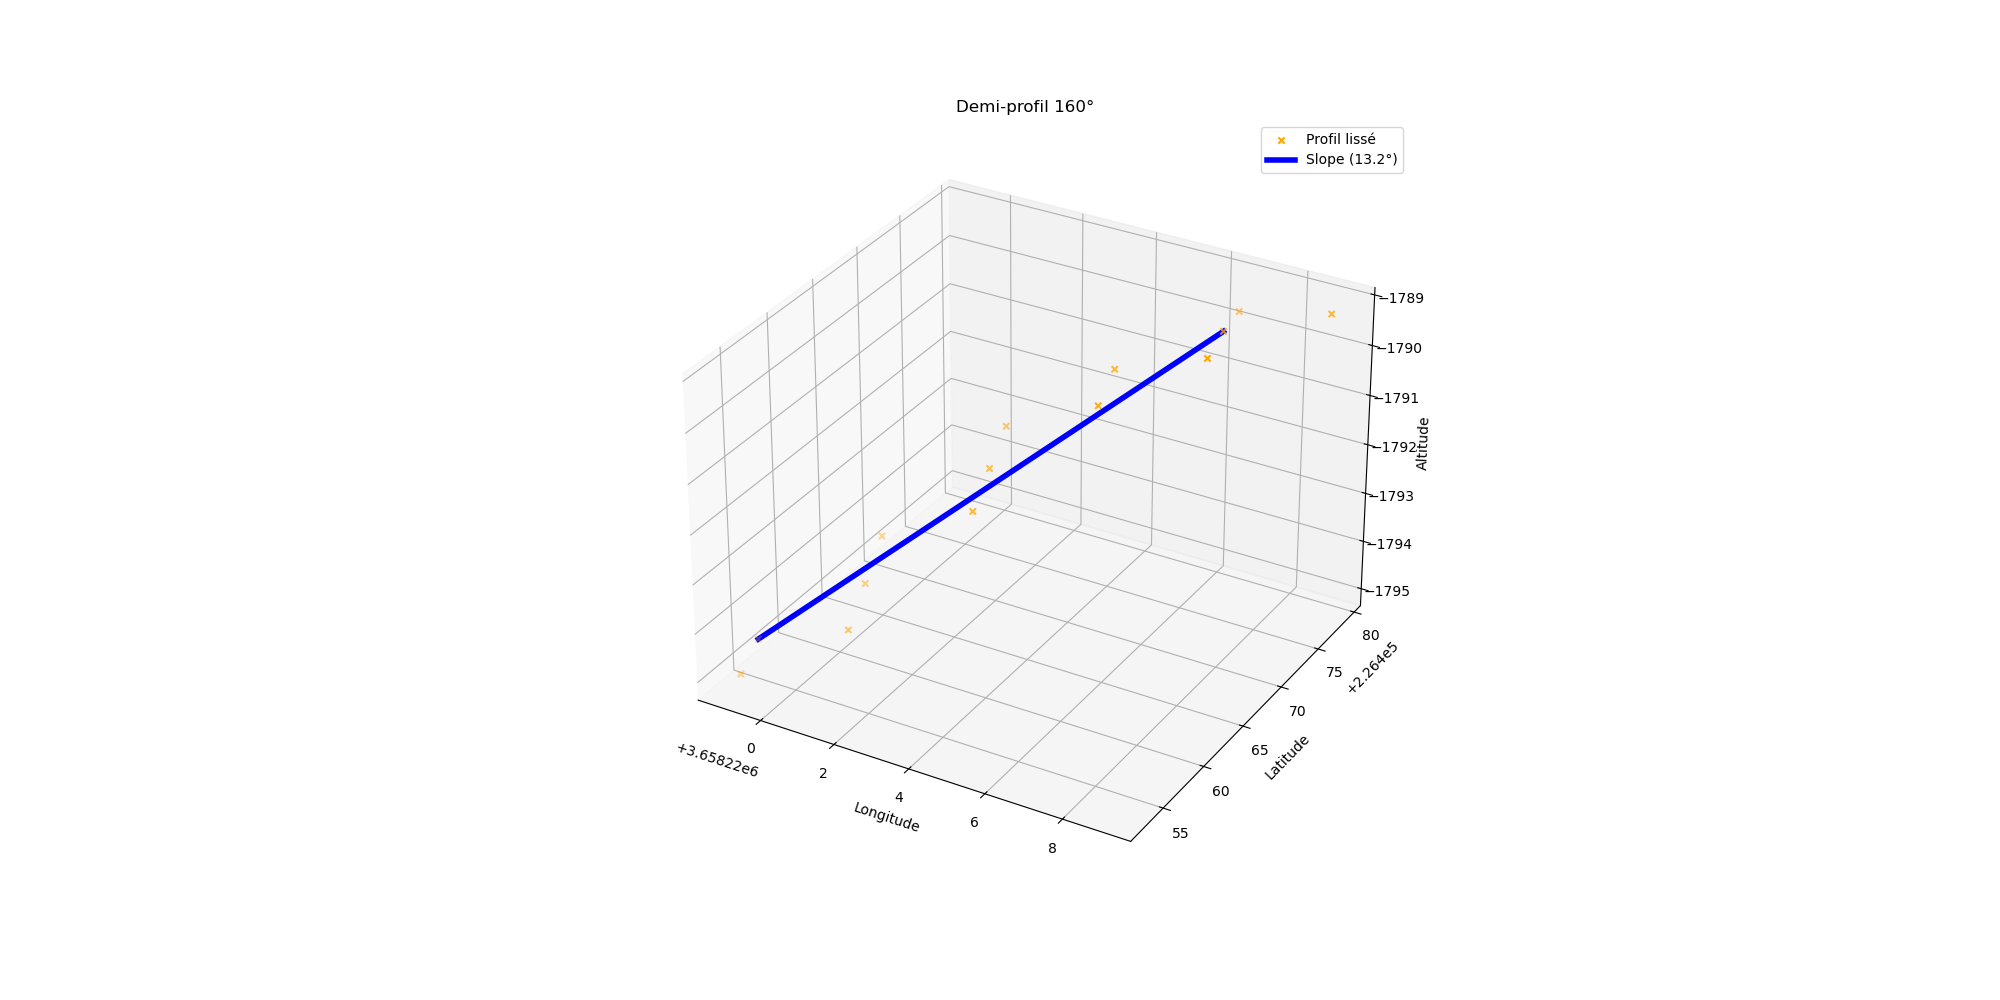 Demi-profil 160°
Profil lissé
Slope (13.2°)
−1789
−1790
−1791
−1792
−1793
−1794
−1795
Altitude
80
75
70
65
60
55
+2.264e5
Latitude
0
2
4
6
8
+3.65822e6
Longitude